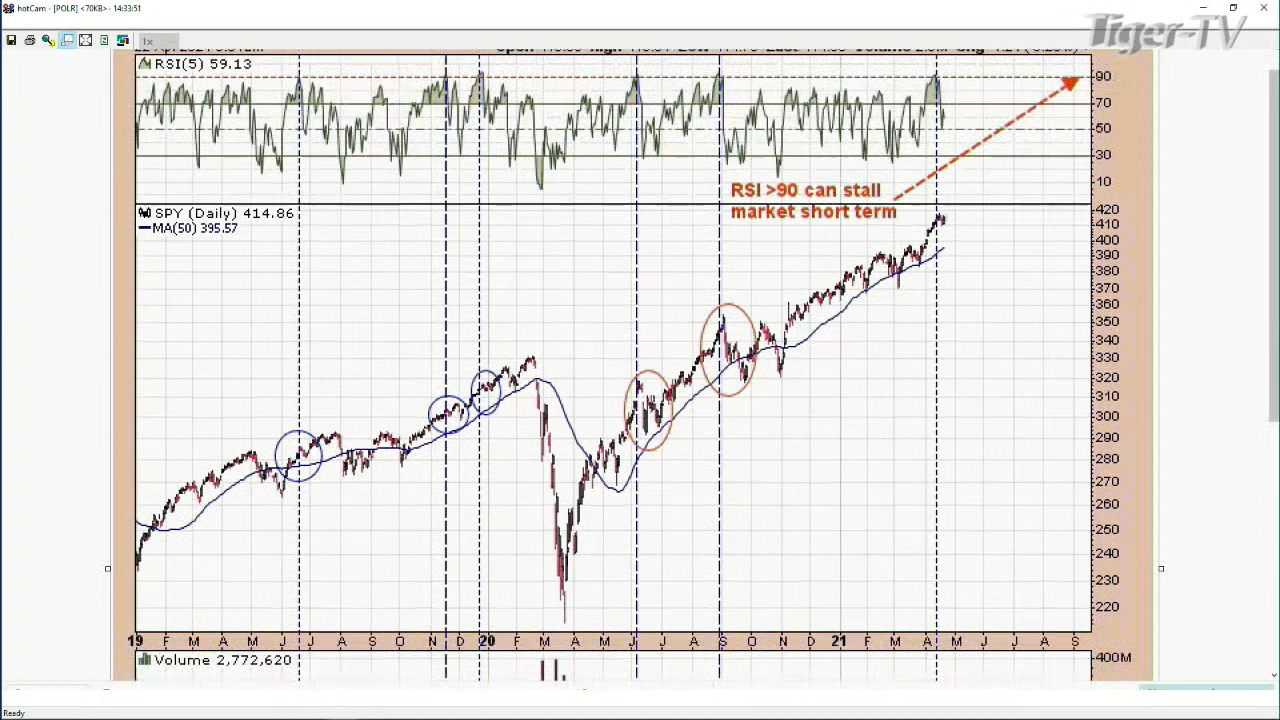 hotCam - [POLR] <70KB> - 14:33:51
Tiger-TV
1x
RSI(5) 59.13
90
70
50
30
10
RSI >90 can stall
market short term
SPY (Daily) 414.86
MA(50) 395.57
420
410
400
390
380
370
360
350
340
330
320
310
300
290
280
270
260
250
240
230
220
19 F M A M J J A S O N D 20 F M A M J J A S O N D 21 F M A M J J A S
Volume 2,772,620
400M
Ready